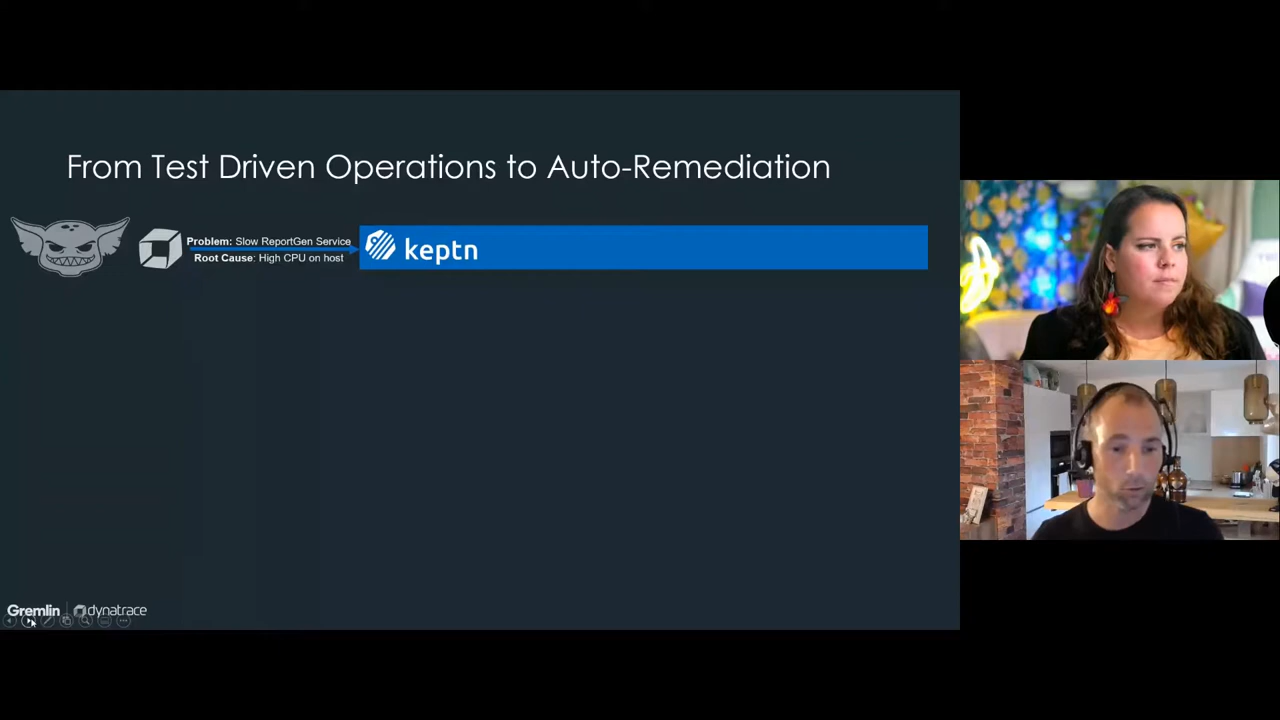 From Test Driven Operations to Auto-Remediation
Problem: Slow ReportGen Service
Root Cause: High CPU on host
keptn
Gremlin
dynatrace